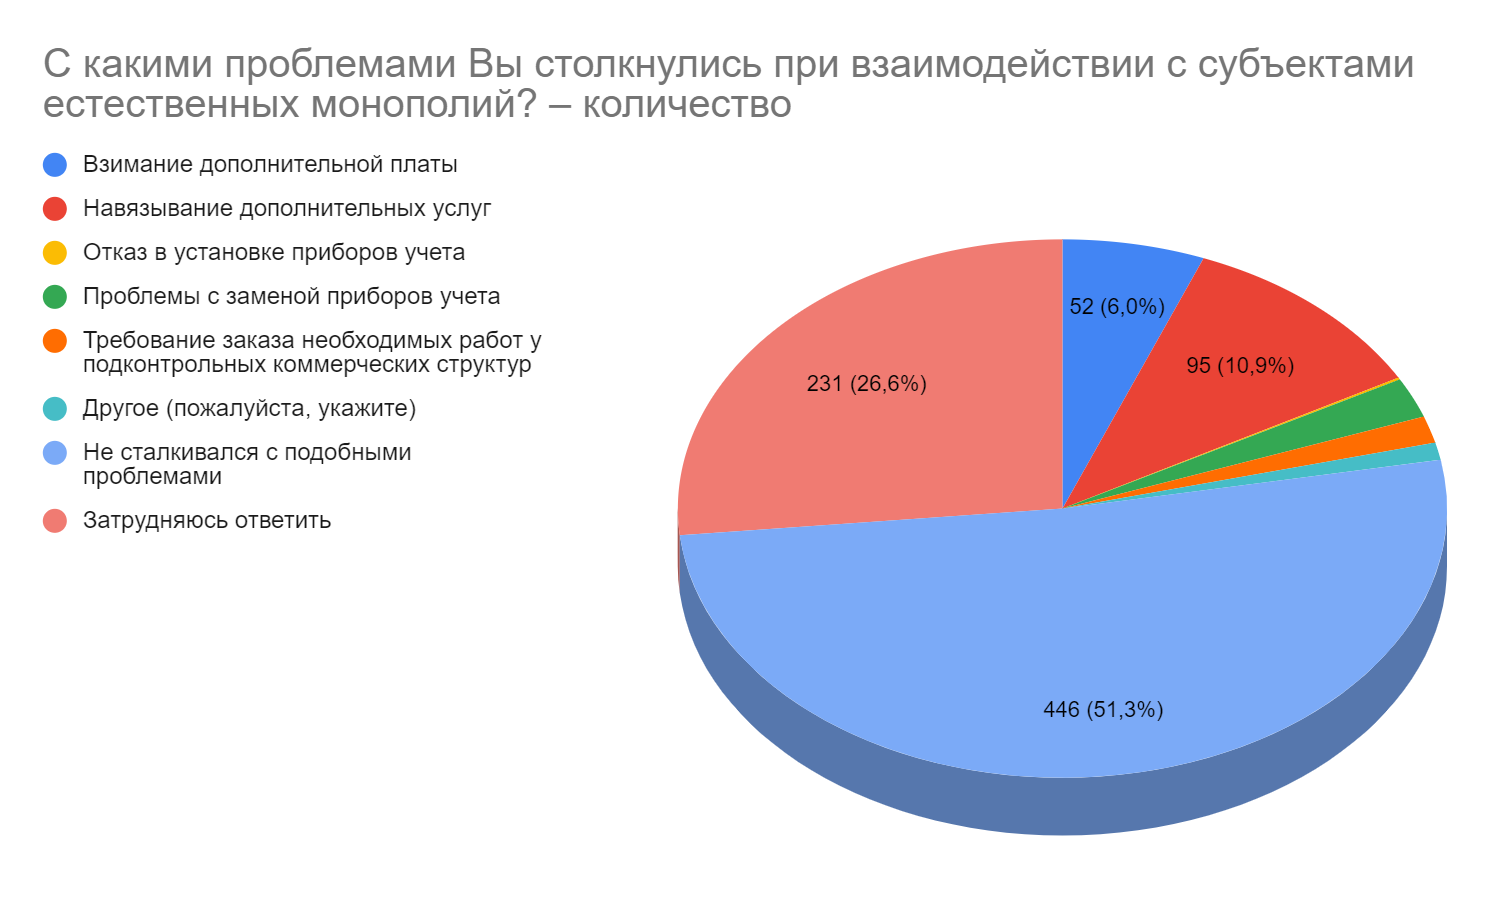 С какими проблемами Вы столкнулись при взаимодействии с субъектами
естественных монополий? – количество
Взимание дополнительной платы
Навязывание дополнительных услуг
Отказ в установке приборов учета
Проблемы с заменой приборов учета
Требование заказа необходимых работ у
подконтрольных коммерческих структур
Другое (пожалуйста, укажите)
Не сталкивался с подобными
проблемами
Затрудняюсь ответить
52 (6,0%)
95 (10,9%)
231 (26,6%)
446 (51,3%)